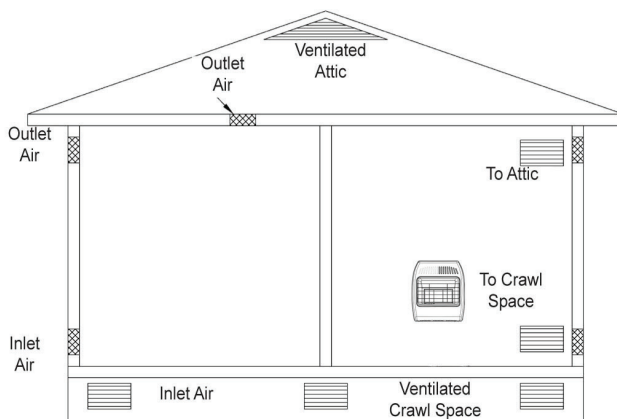 Ventilated
Attic
Outlet
Air
Outlet
Air
To Attic
To Crawl
Space
Inlet
Air
Inlet Air
Ventilated
Crawl Space